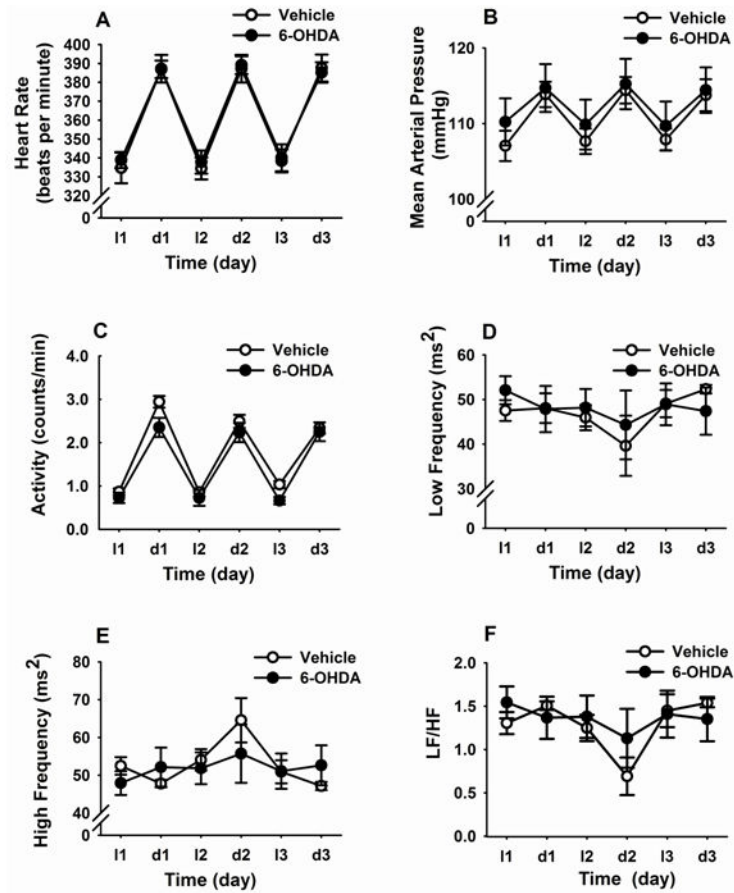 A
Vehicle
6-OHDA
Heart Rate
(beats per minute)
400
390
380
370
360
350
340
330
320
0
l1 d1 l2 d2 l3 d3
Time (day)
B
Vehicle
6-OHDA
Mean Arterial Pressure
(mmHg)
120
110
100
0
l1 d1 l2 d2 l3 d3
Time (day)
C
Vehicle
6-OHDA
Activity (counts/min)
4.0
3.0
2.0
1.0
0.0
l1 d1 l2 d2 l3 d3
Time (day)
D
Vehicle
6-OHDA
Low Frequency (ms²)
60
50
40
30
0
l1 d1 l2 d2 l3 d3
Time (day)
E
Vehicle
6-OHDA
High Frequency (ms²)
80
70
60
50
40
0
l1 d1 l2 d2 l3 d3
Time (day)
F
Vehicle
6-OHDA
LF/HF
2.0
1.5
1.0
0.5
0.0
l1 d1 l2 d2 l3 d3
Time (day)